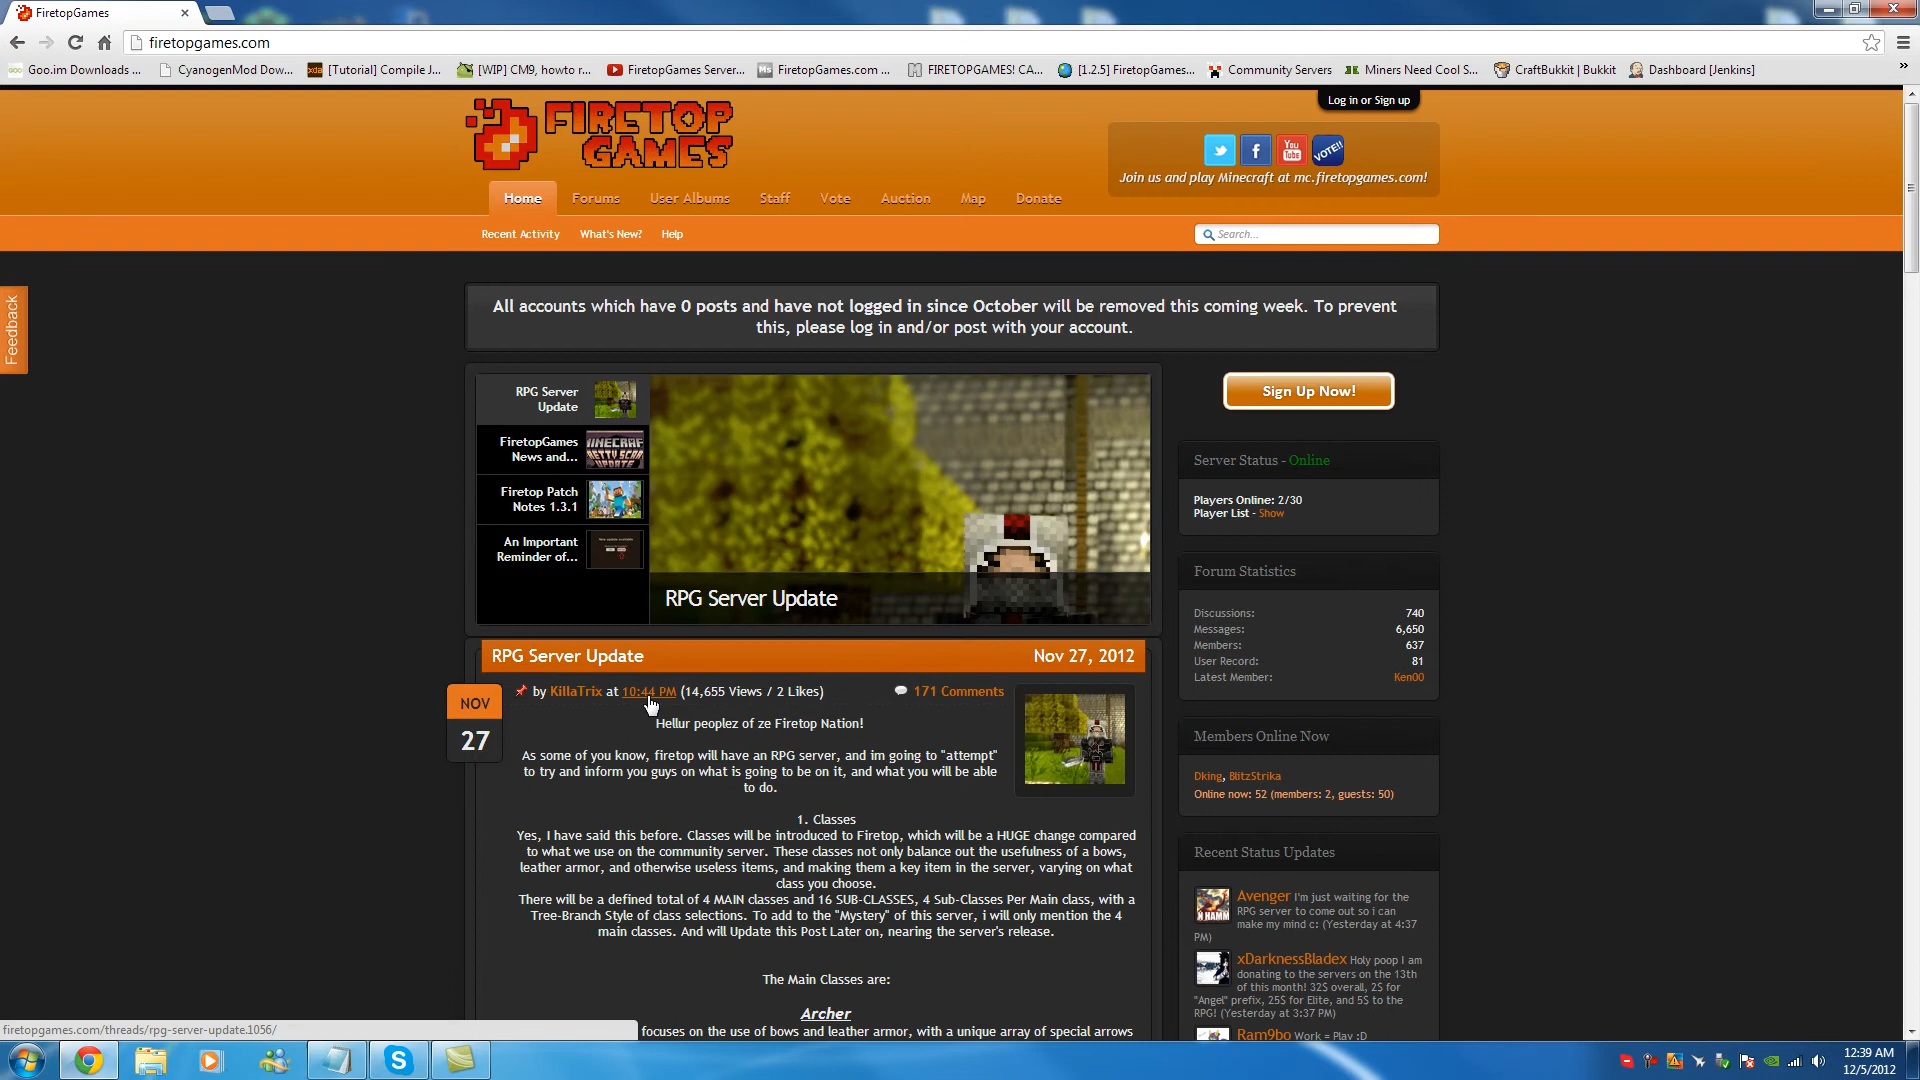 FiretopGames
firetopgames.com
Goo.im Downloads ...
CyanogenMod Dow...
[Tutorial] Compile J...
[WIP] CM9, howto r...
FiretopGames Server...
FiretopGames.com ...
FIRETOPGAMES! CA...
[1.2.5] FiretopGames...
Community Servers
Miners Need Cool S...
CraftBukkit | Bukkit
Dashboard [Jenkins]
Log in or Sign up
FIRETOP
GAMES
You
Tube
VOTE!!
Join us and play Minecraft at mc.firetopgames.com!
Home
Forums
User Albums
Staff
Vote
Auction
Map
Donate
Recent Activity
What's New?
Help
Search...
Feedback
All accounts which have 0 posts and have not logged in since October will be removed this coming week. To prevent
this, please log in and/or post with your account.
RPG Server
Update
FiretopGames
News and...
Firetop Patch
Notes 1.3.1
An Important
Reminder of...
RPG Server Update
Sign Up Now!
Server Status - Online
Players Online: 2/30
Player List - Show
Forum Statistics
Discussions: 740
Messages: 6,650
Members: 637
User Record: 81
Latest Member: Ken00
Members Online Now
Dking, BlitzStrika
Online now: 52 (members: 2, guests: 50)
Recent Status Updates
Avenger I'm just waiting for the
RPG server to come out so i can
make my mind c: (Yesterday at 4:37
PM)
xDarknessBladex Holy poop I am
donating to the servers on the 13th
of this month! 32$ overall, 2$ for
"Angel" prefix, 25$ for Elite, and 5$ to the
RPG! (Yesterday at 3:37 PM)
Ram9bo Work = Play :D
RPG Server Update Nov 27, 2012
NOV
27
by KillaTrix at 10:44 PM (14,655 Views / 2 Likes)
171 Comments
Hellur peoplez of ze Firetop Nation!
As some of you know, firetop will have an RPG server, and im going to "attempt"
to try and inform you guys on what is going to be on it, and what you will be able
to do.
1. Classes
Yes, I have said this before. Classes will be introduced to Firetop, which will be a HUGE change compared
to what we use on the community server. These classes not only balance out the usefulness of a bows,
leather armor, and otherwise useless items, and making them a key item in the server, varying on what
class you choose.
There will be a defined total of 4 MAIN classes and 16 SUB-CLASSES, 4 Sub-Classes Per Main class, with a
Tree-Branch Style of class selections. To add to the "Mystery" of this server, i will only mention the 4
main classes. And will Update this Post Later on, nearing the server's release.
The Main Classes are:
Archer
focuses on the use of bows and leather armor, with a unique array of special arrows
firetopgames.com/threads/rpg-server-update.1056/
12:39 AM
12/5/2012